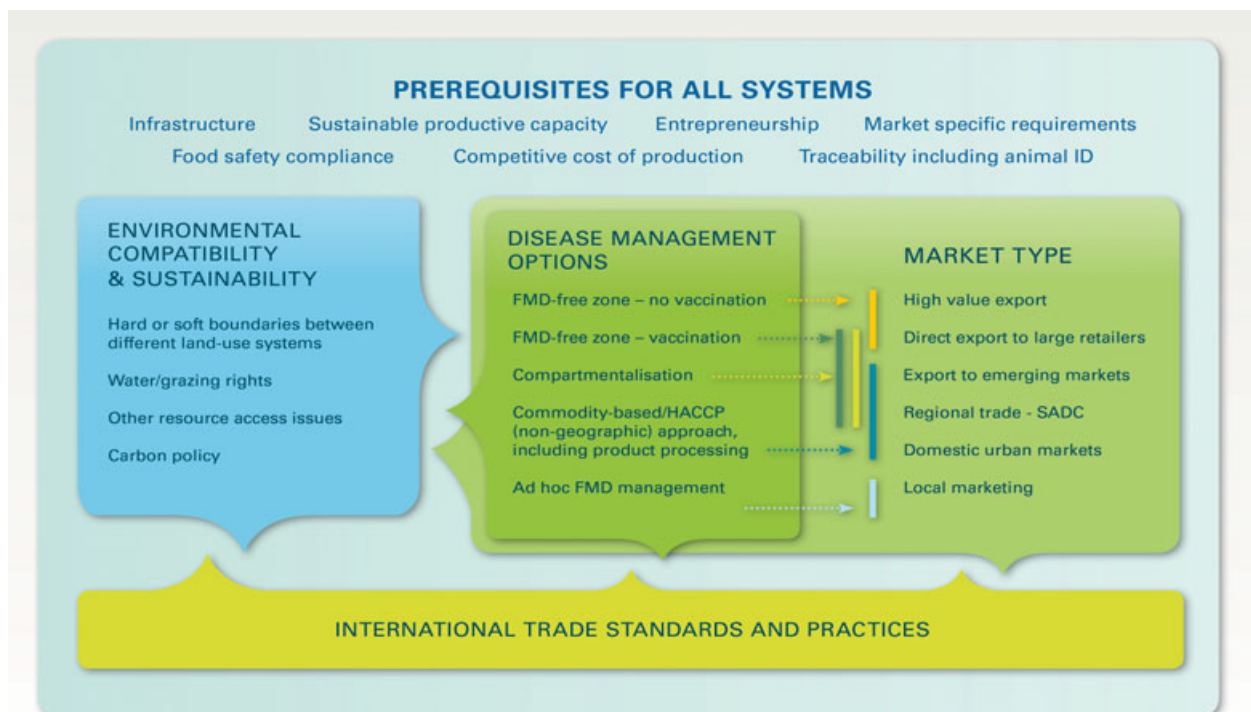 PREREQUISITES FOR ALL SYSTEMS
Infrastructure Sustainable productive capacity Entrepreneurship Market specific requirements
Food safety compliance Competitive cost of production Traceability including animal ID
ENVIRONMENTAL
COMPATIBILITY
& SUSTAINABILITY
Hard or soft boundaries between
different land-use systems
Water/grazing rights
Other resource access issues
Carbon policy
DISEASE MANAGEMENT
OPTIONS
FMD-free zone – no vaccination
FMD-free zone – vaccination
Compartmentalisation
Commodity-based/HACCP
(non-geographic) approach,
including product processing
Ad hoc FMD management
MARKET TYPE
High value export
Direct export to large retailers
Export to emerging markets
Regional trade - SADC
Domestic urban markets
Local marketing
INTERNATIONAL TRADE STANDARDS AND PRACTICES